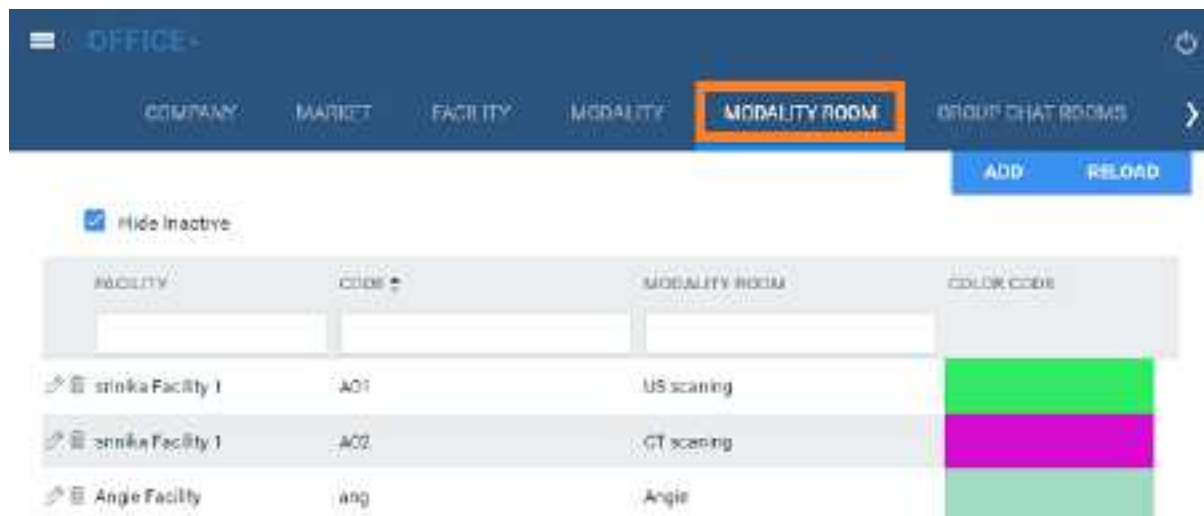 OFFICE
COMPANY MARKET FACILITY MODALITY MODALITY ROOM GROUP CHAT ROOMS
ADD RELOAD
Hide Inactive
FACILITY CODE MODALITY ROOM COLOR CODE
Facility 1 A01 US scaning
Facility 1 A02 CT scaning
Angie Facility ang Angie